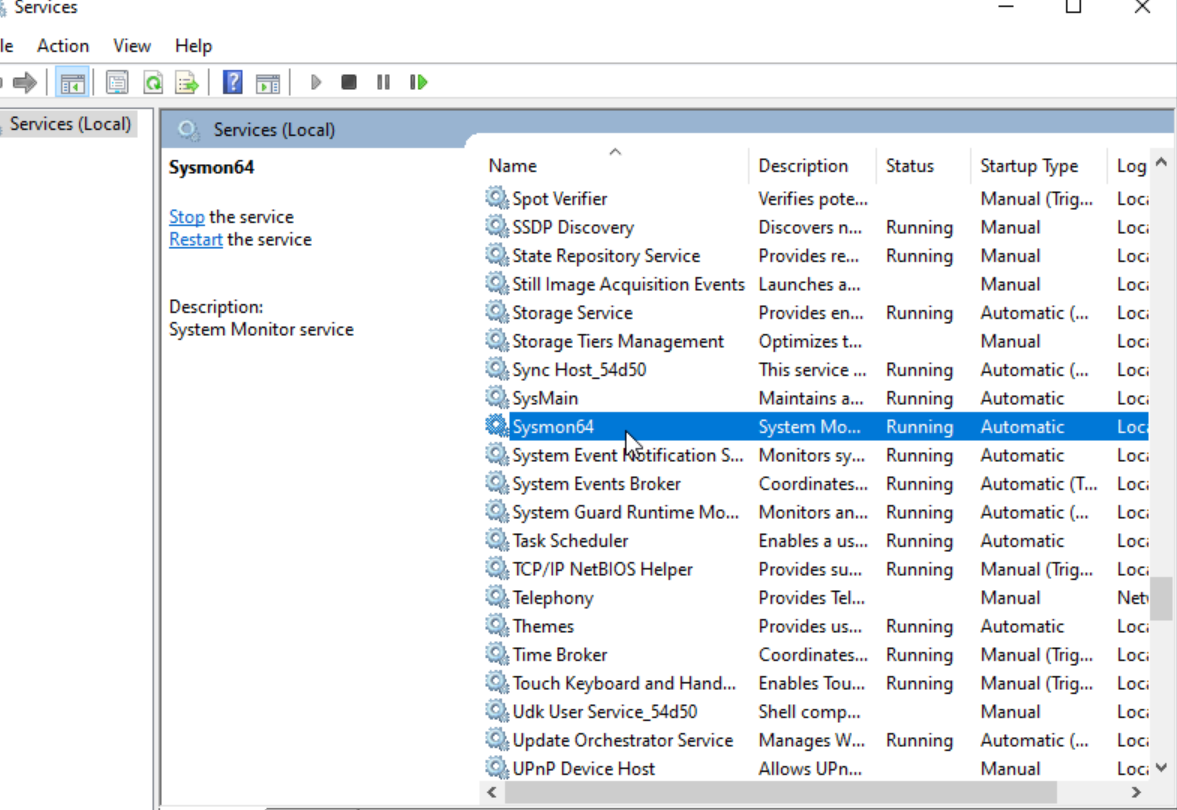 Services
le Action View Help
Services (Local)
Services (Local)
Sysmon64
Stop the service
Restart the service
Description:
System Monitor service
Name Description Status Startup Type Log
Spot Verifier Verifies pote... Manual (Trig... Loca
SSDP Discovery Discovers n... Running Manual Loca
State Repository Service Provides re... Running Manual Loca
Still Image Acquisition Events Launches a... Manual Loca
Storage Service Provides en... Running Automatic (... Loca
Storage Tiers Management Optimizes t... Manual Loca
Sync Host_54d50 This service ... Running Automatic (... Loca
SysMain Maintains a... Running Automatic Loca
Sysmon64 System Mo... Running Automatic Loca
System Event Notification S... Monitors sy... Running Automatic Loca
System Events Broker Coordinates... Running Automatic (T... Loca
System Guard Runtime Mo... Monitors an... Running Automatic (... Loca
Task Scheduler Enables a us... Running Automatic Loca
TCP/IP NetBIOS Helper Provides su... Running Manual (Trig... Loca
Telephony Provides Tel... Manual Net
Themes Provides us... Running Automatic Loca
Time Broker Coordinates... Running Manual (Trig... Loca
Touch Keyboard and Hand... Enables Tou... Running Manual (Trig... Loca
Udk User Service_54d50 Shell comp... Manual Loca
Update Orchestrator Service Manages W... Running Automatic (... Loca
UPnP Device Host Allows UPn... Manual Loca